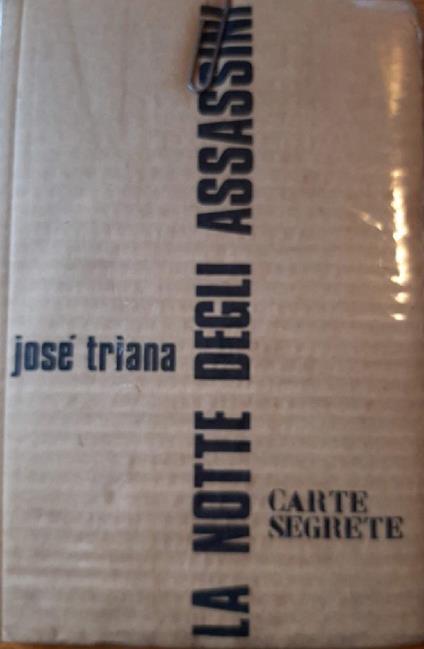 josé triana
LA NOTTE DEGLI ASSASSINI
CARTE
SEGRETE